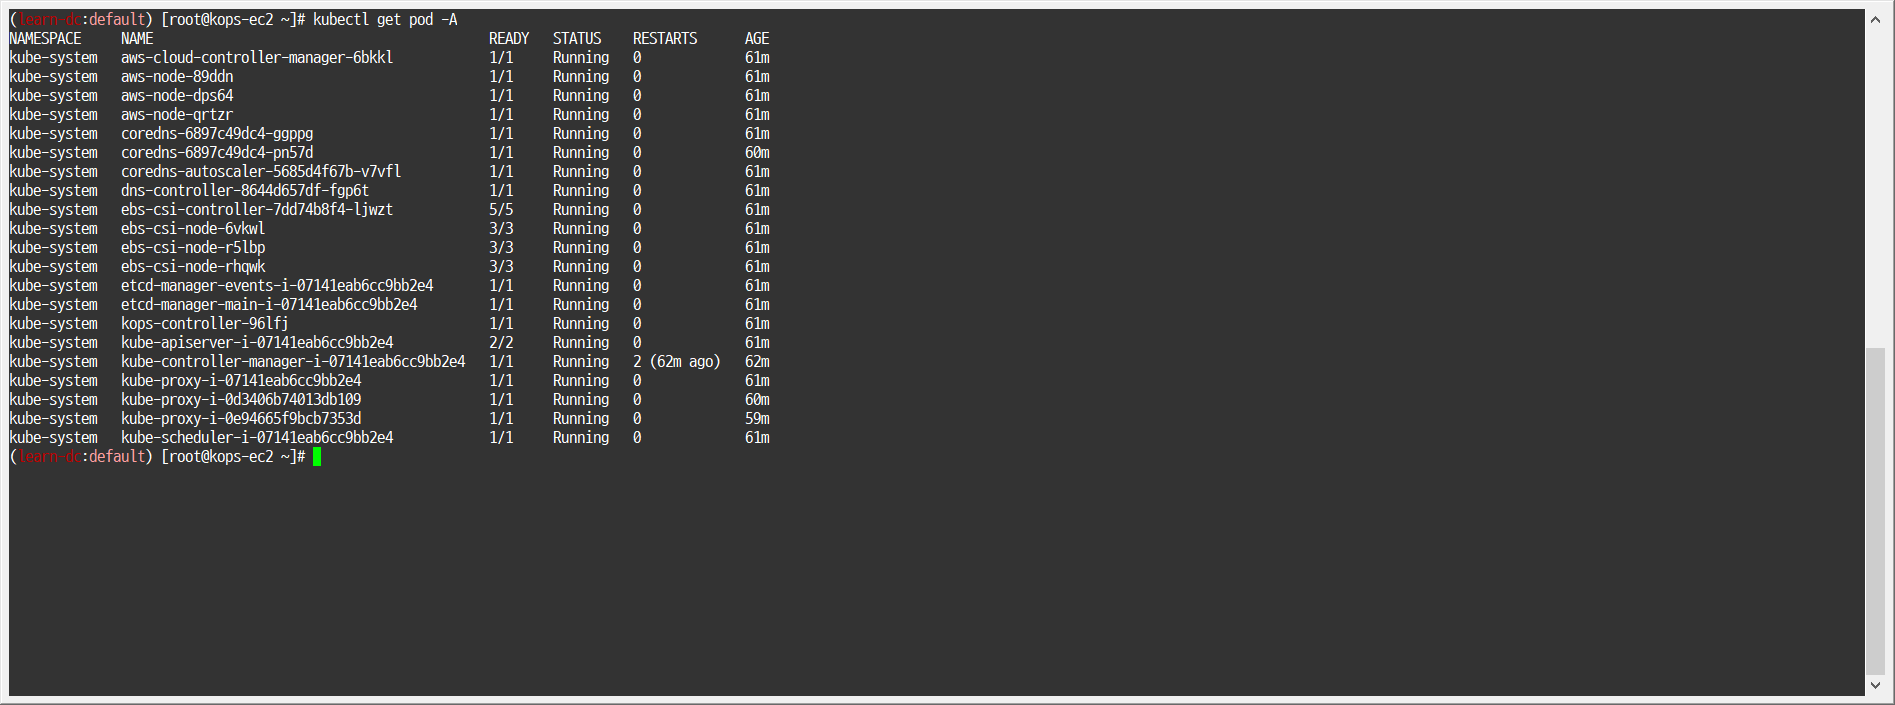 (learn-dc:default) [root@kops-ec2 ~]# kubectl get pod -A
NAMESPACE     NAME                                          READY   STATUS    RESTARTS      AGE
kube-system   aws-cloud-controller-manager-6bkkl            1/1     Running   0             61m
kube-system   aws-node-89ddn                                1/1     Running   0             61m
kube-system   aws-node-dps64                                1/1     Running   0             61m
kube-system   aws-node-qrtzr                                1/1     Running   0             61m
kube-system   coredns-6897c49dc4-ggppg                      1/1     Running   0             61m
kube-system   coredns-6897c49dc4-pn57d                      1/1     Running   0             60m
kube-system   coredns-autoscaler-5685d4f67b-v7vfl           1/1     Running   0             61m
kube-system   dns-controller-8644d657df-fgp6t               1/1     Running   0             61m
kube-system   ebs-csi-controller-7dd74b8f4-ljwzt            5/5     Running   0             61m
kube-system   ebs-csi-node-6vkwl                            3/3     Running   0             61m
kube-system   ebs-csi-node-r5lbp                            3/3     Running   0             61m
kube-system   ebs-csi-node-rhqwk                            3/3     Running   0             61m
kube-system   etcd-manager-events-i-07141eab6cc9bb2e4       1/1     Running   0             61m
kube-system   etcd-manager-main-i-07141eab6cc9bb2e4         1/1     Running   0             61m
kube-system   kops-controller-96lfj                         1/1     Running   0             61m
kube-system   kube-apiserver-i-07141eab6cc9bb2e4            2/2     Running   0             61m
kube-system   kube-controller-manager-i-07141eab6cc9bb2e4   1/1     Running   2 (62m ago)   62m
kube-system   kube-proxy-i-07141eab6cc9bb2e4                1/1     Running   0             61m
kube-system   kube-proxy-i-0d3406b74013db109                1/1     Running   0             60m
kube-system   kube-proxy-i-0e94665f9bcb7353d                1/1     Running   0             59m
kube-system   kube-scheduler-i-07141eab6cc9bb2e4            1/1     Running   0             61m
(learn-dc:default) [root@kops-ec2 ~]#